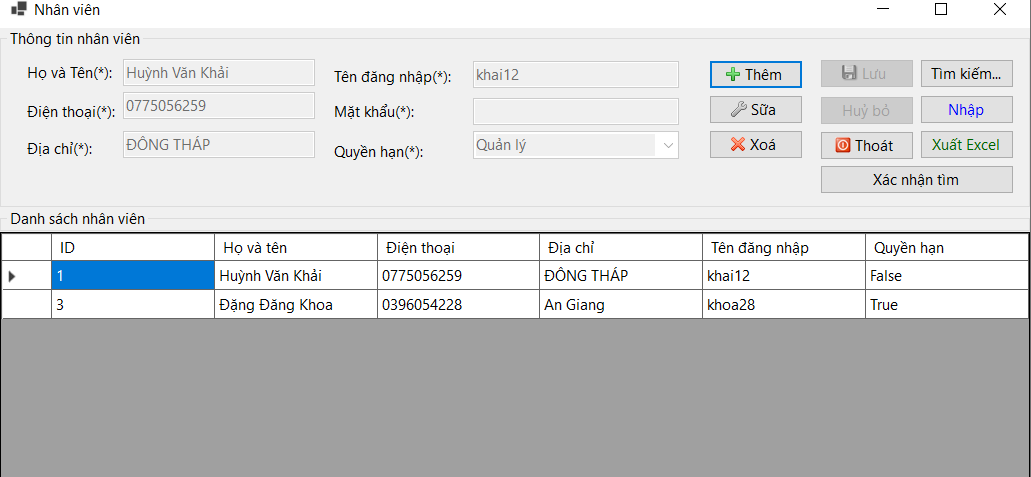 Nhân viên
Thông tin nhân viên
Họ và Tên(*): Huỳnh Văn Khải Tên đăng nhập(*): khai12 Thêm Lưu Tìm kiếm...
Điện thoại(*): 0775056259 Mật khẩu(*): Sữa Huỷ bỏ Nhập
Địa chỉ(*): ĐÔNG THÁP Quyền hạn(*): Quản lý Xoá Thoát Xuất Excel
Xác nhận tìm
Danh sách nhân viên
ID Họ và tên Điện thoại Địa chỉ Tên đăng nhập Quyền hạn
1 Huỳnh Văn Khải 0775056259 ĐÔNG THÁP khai12 False
3 Đặng Đăng Khoa 0396054228 An Giang khoa28 True